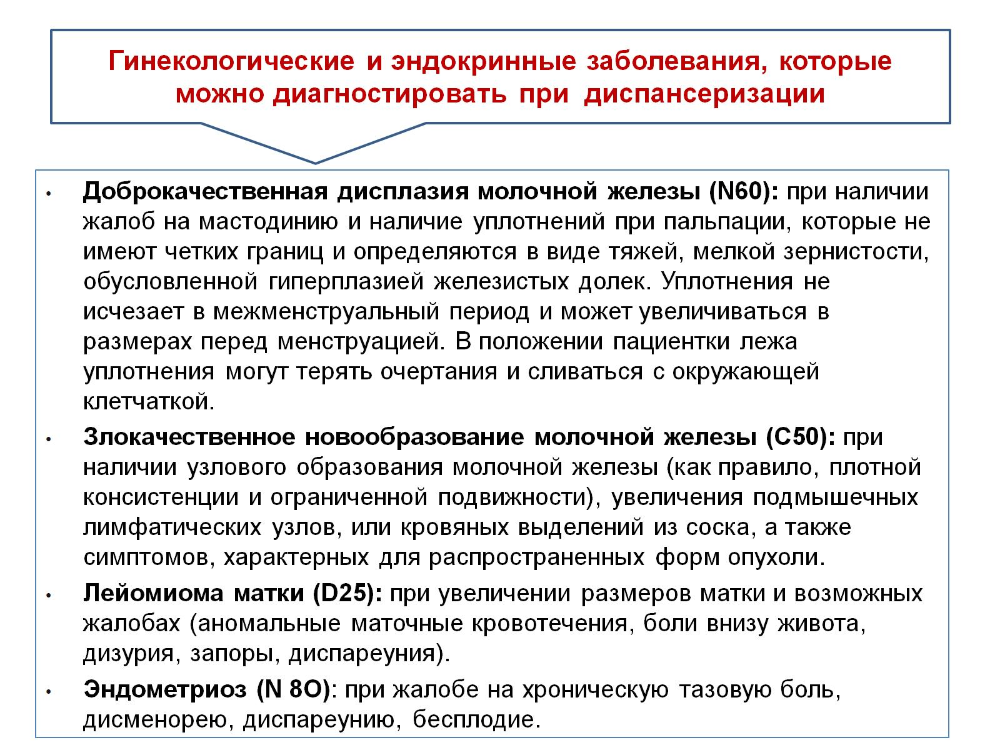 Гинекологические и эндокринные заболевания, которые
можно диагностировать при диспансеризации
• Доброкачественная дисплазия молочной железы (N60): при наличии
жалоб на мастодинию и наличие уплотнений при пальпации, которые не
имеют четких границ и определяются в виде тяжей, мелкой зернистости,
обусловленной гиперплазией железистых долек. Уплотнения не
исчезает в межменструальный период и может увеличиваться в
размерах перед менструацией. В положении пациентки лежа
уплотнения могут терять очертания и сливаться с окружающей
клетчаткой.
• Злокачественное новообразование молочной железы (С50): при
наличии узлового образования молочной железы (как правило, плотной
консистенции и ограниченной подвижности), увеличения подмышечных
лимфатических узлов, или кровяных выделений из соска, а также
симптомов, характерных для распространенных форм опухоли.
• Лейомиома матки (D25): при увеличении размеров матки и возможных
жалобах (аномальные маточные кровотечения, боли внизу живота,
дизурия, запоры, диспареуния).
• Эндометриоз (N 8О): при жалобе на хроническую тазовую боль,
дисменорею, диспареунию, бесплодие.